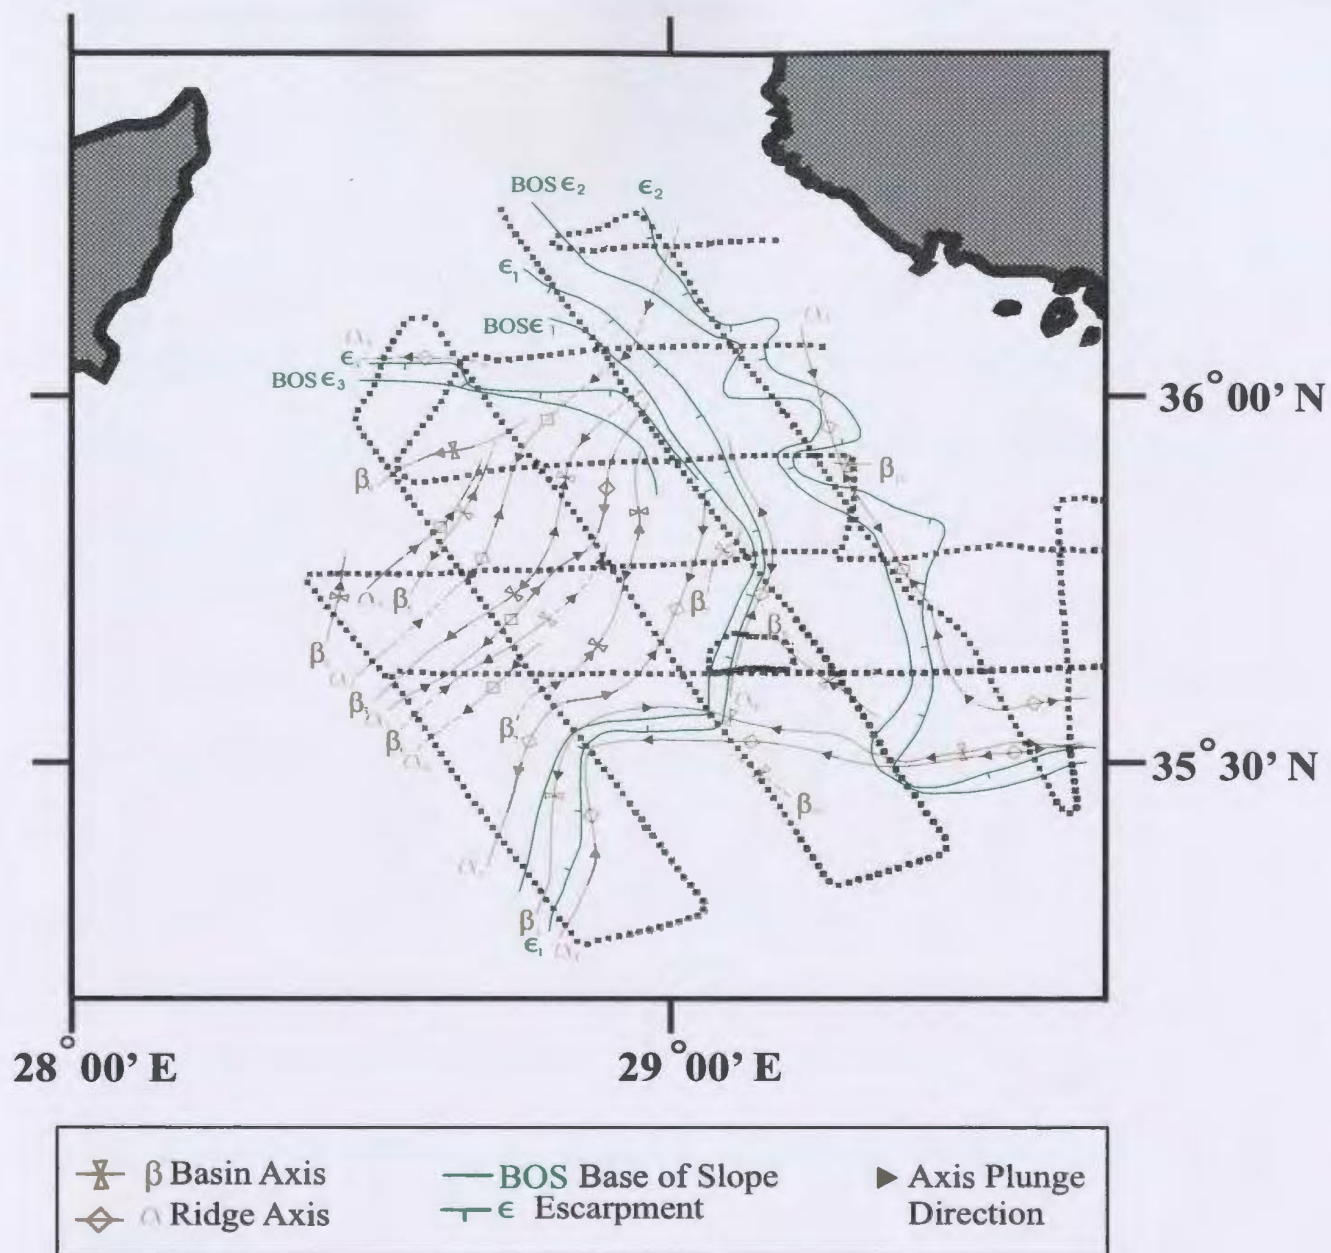 BOS ϵ₂
ϵ₂
ϵ₁
BOSϵ₁
α
ϵ
BOS ϵ₃
36°00' N
β
β
α
β
β
β
β
α
β₃
β
α
β
35°30' N
β
α
β
ϵ₁
α
28°00' E
29°00' E
β Basin Axis
α Ridge Axis
BOS Base of Slope
ϵ Escarpment
Axis Plunge
Direction